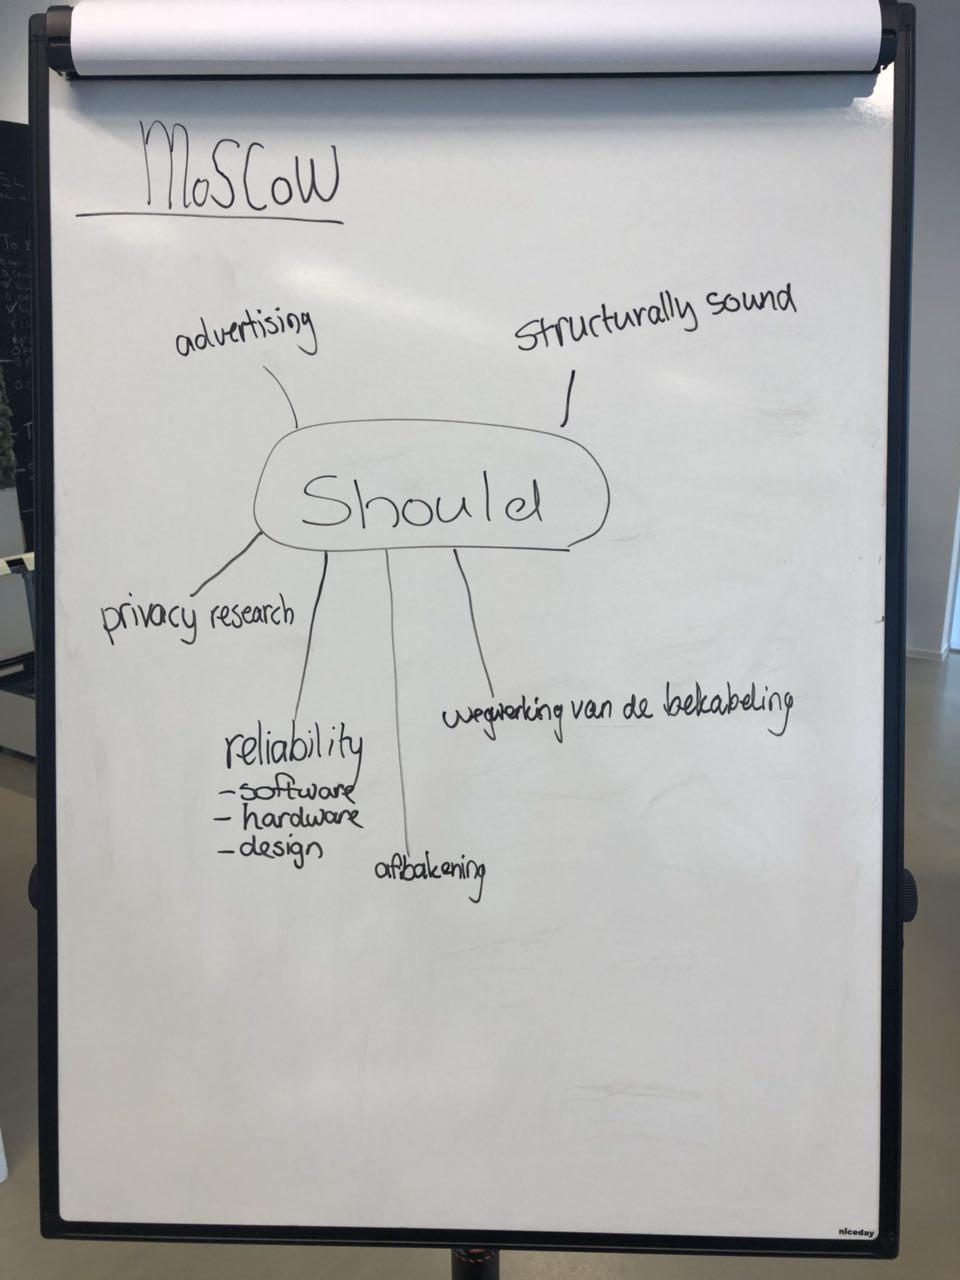 MoSCoW
advertising
structurally sound
Should
privacy research
wegwerking van de bekabeling
reliability
- software
- hardware
- design
afbakening
niceday